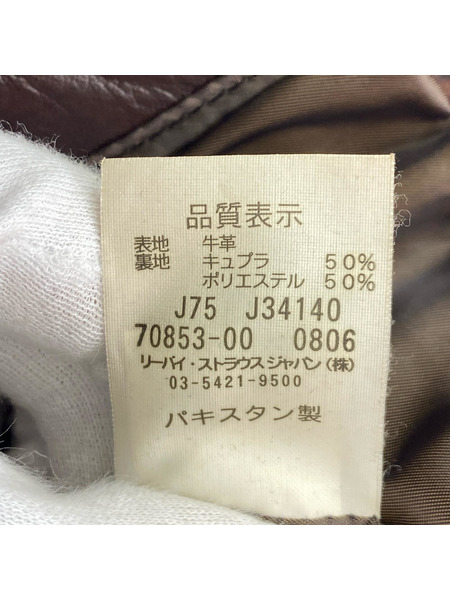 品質表示
表地 牛革
裏地 キュプラ 50%
ポリエステル 50%
J75 J34140
70853-00 0806
リーバイ・ストラウスジャパン(株)
03-5421-9500
パキスタン製